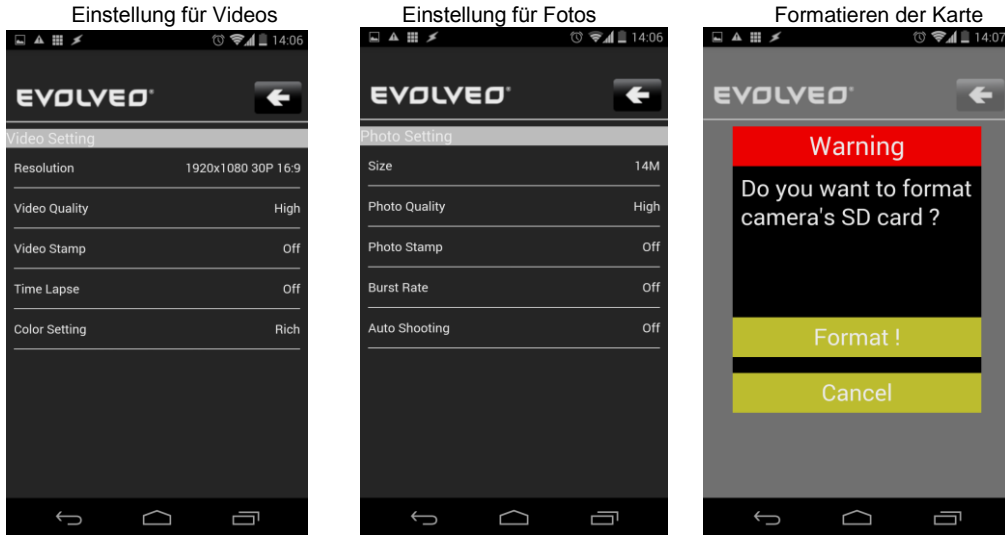 Einstellung für Videos
14:06
EVOLVEO
Video Setting
Resolution 1920x1080 30P 16:9
Video Quality High
Video Stamp Off
Time Lapse Off
Color Setting Rich
Einstellung für Fotos
14:06
EVOLVEO
Photo Setting
Size 14M
Photo Quality High
Photo Stamp Off
Burst Rate Off
Auto Shooting Off
Formatieren der Karte
14:07
EVOLVEO
Warning
Do you want to format
camera's SD card ?
Format !
Cancel